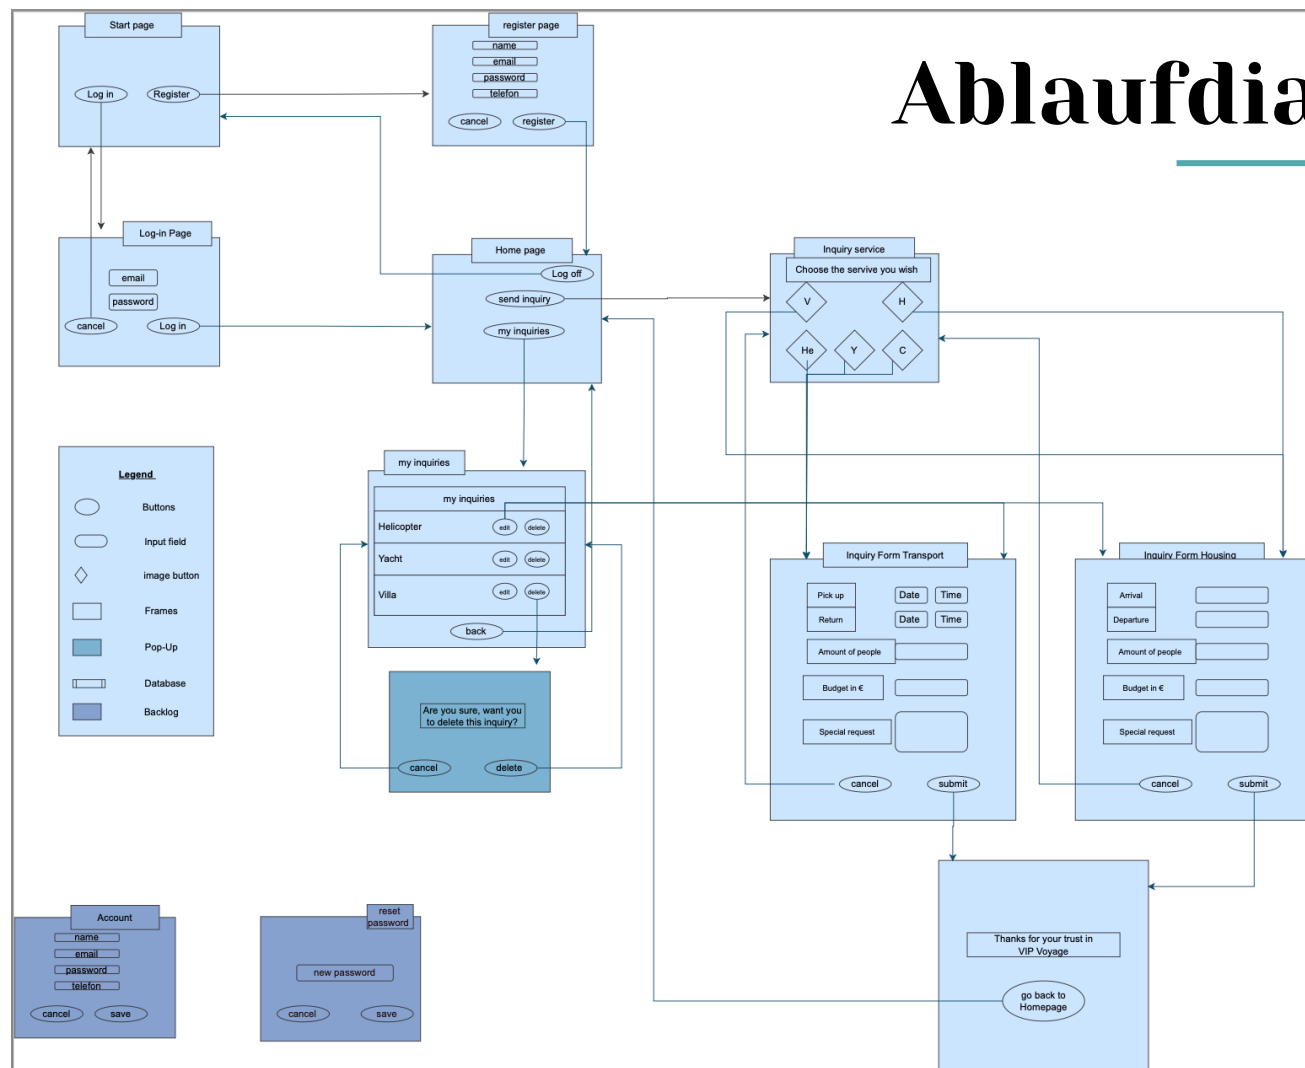 Start page
Log in
Register
register page
name
email
password
telefon
cancel
register
Ablaufdia
Log-in Page
email
password
cancel
Log in
Home page
Log off
send inquiry
my inquiries
Inquiry service
Choose the servive you wish
V
H
He
Y
C
Legend
Buttons
Input field
image button
Frames
Pop-Up
Database
Backlog
my inquiries
my inquiries
Helicopter
edit
delete
Yacht
edit
delete
Villa
edit
delete
back
Are you sure, want you
to delete this inquiry?
cancel
delete
Inquiry Form Transport
Pick up
Date
Time
Return
Date
Time
Amount of people
Budget in €
Special request
cancel
submit
Inquiry Form Housing
Arrival
Departure
Amount of people
Budget in €
Special request
cancel
submit
Thanks for your trust in
VIP Voyage
go back to
Homepage
Account
name
email
password
telefon
cancel
save
reset
password
new password
cancel
save